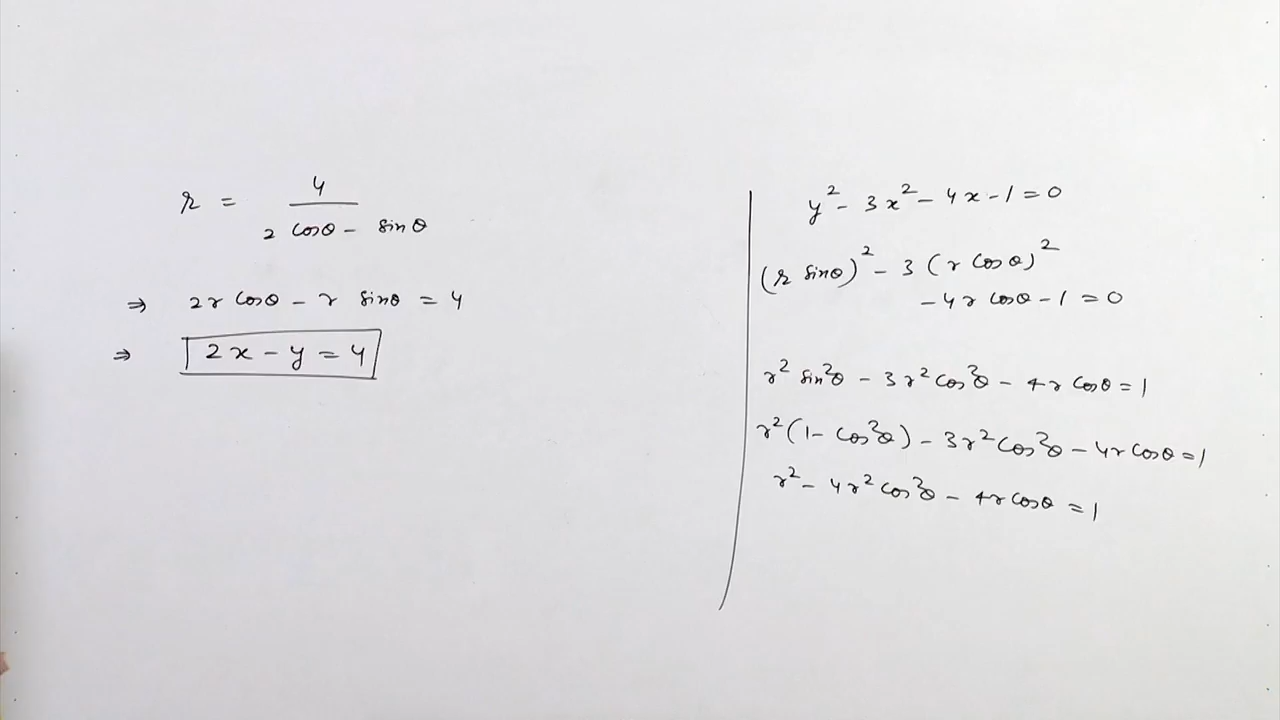 r = 4 / (2 cosθ - sinθ)
⇒ 2r cosθ - r sinθ = 4
⇒ 2x - y = 4
y² - 3x² - 4x - 1 = 0
(r sinθ)² - 3 (r cosθ)²
- 4r cosθ - 1 = 0
r² sin²θ - 3r² cos²θ - 4r cosθ = 1
r² (1 - cos²θ) - 3r² cos²θ - 4r cosθ = 1
r² - 4r² cos²θ - 4r cosθ = 1